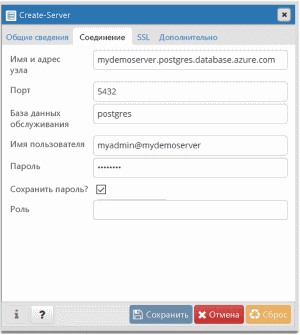 Create-Server
Общие сведения
Соединение
SSL
Дополнительно
Имя и адрес
узла
mydemoserver.postgres.database.azure.com
Порт
5432
База данных
обслуживания
postgres
Имя пользователя
myadmin@mydemoserver
Пароль
••••••••
Сохранить пароль?
Роль
i
?
Сохранить
Отмена
Сброс